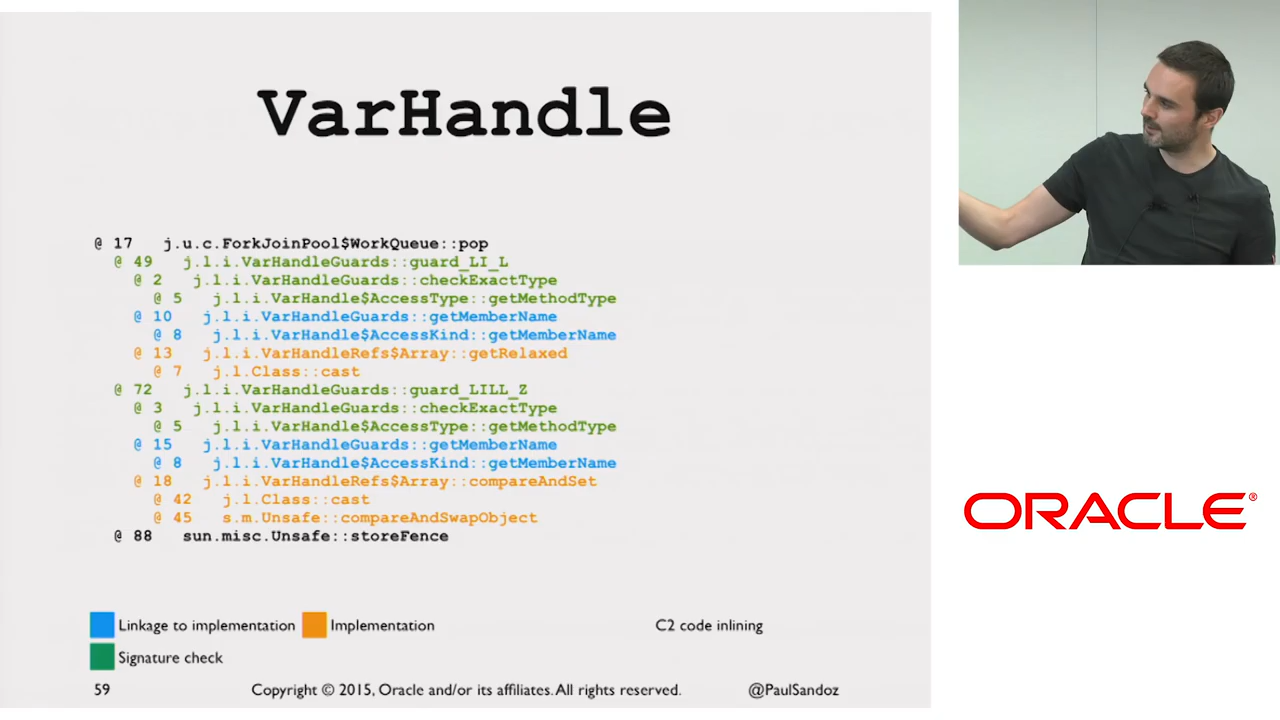 VarHandle
@ 17 j.u.c.ForkJoinPool$WorkQueue::pop
@ 49 j.l.i.VarHandleGuards::guard_LI_L
@ 2 j.l.i.VarHandleGuards::checkExactType
@ 5 j.l.i.VarHandle$AccessType::getMethodType
@ 10 j.l.i.VarHandleGuards::getMemberName
@ 8 j.l.i.VarHandle$AccessKind::getMemberName
@ 13 j.l.i.VarHandleRefs$Array::getRelaxed
@ 7 j.l.Class::cast
@ 72 j.l.i.VarHandleGuards::guard_LILL_Z
@ 3 j.l.i.VarHandleGuards::checkExactType
@ 5 j.l.i.VarHandle$AccessType::getMethodType
@ 15 j.l.i.VarHandleGuards::getMemberName
@ 8 j.l.i.VarHandle$AccessKind::getMemberName
@ 18 j.l.i.VarHandleRefs$Array::compareAndSet
@ 42 j.l.Class::cast
@ 45 s.m.Unsafe::compareAndSwapObject
@ 88 sun.misc.Unsafe::storeFence
Linkage to implementation Implementation C2 code inlining
Signature check
59 Copyright © 2015, Oracle and/or its affiliates. All rights reserved. @PaulSandoz
ORACLE®